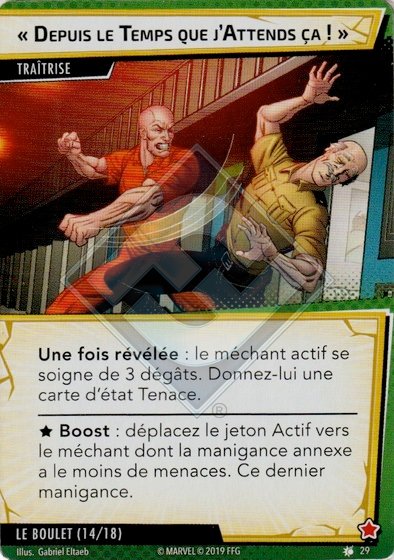 « Depuis le Temps que j'Attends ça ! »
TRAÎTRISE
Une fois révélée : le méchant actif se
soigne de 3 dégâts. Donnez-lui une
carte d'état Tenace.
★ Boost : déplacez le jeton Actif vers
le méchant dont la manigance annexe
a le moins de menaces. Ce dernier
manigance.
LE BOULET (14/18)
Illus. Gabriel Eltaeb
© MARVEL © 2019 FFG
29
®